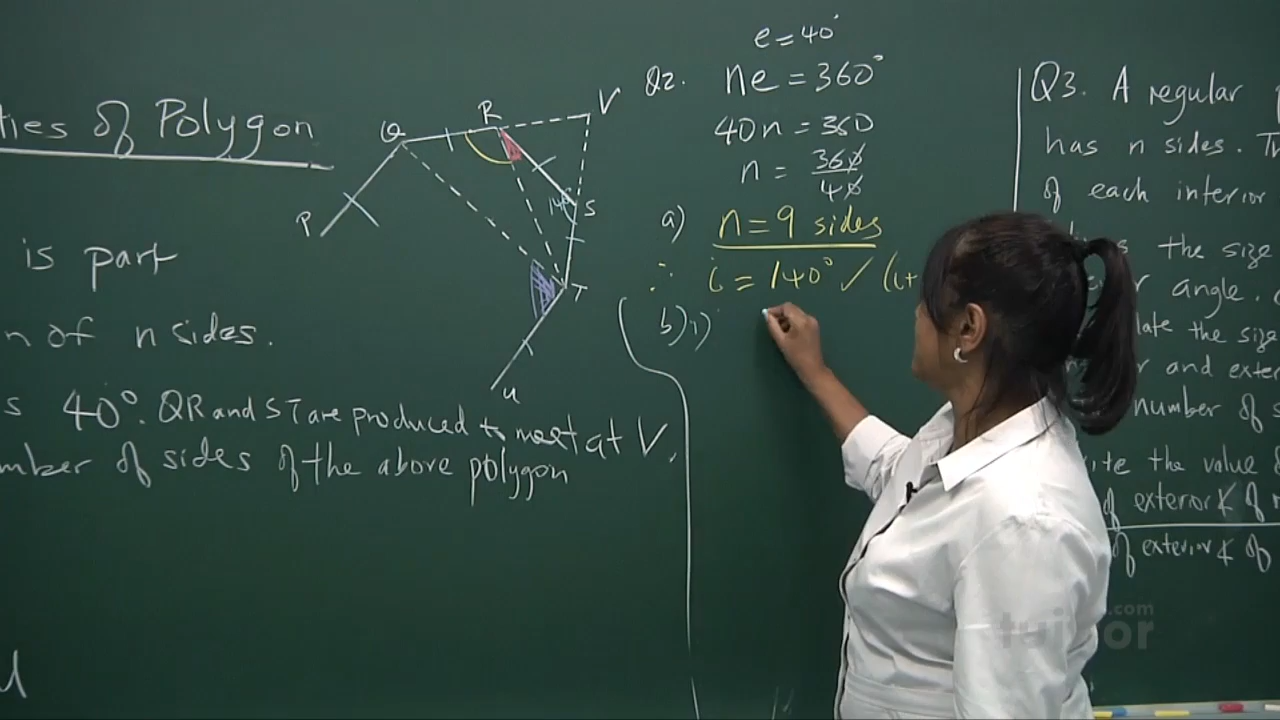 ties of Polygon
is part
n of n sides.
s 40°. QR and ST are produced to meet at V.
mber of sides of the above polygon
P
Q
R
V
140°
S
T
U
Q2.
e = 40°
ne = 360°
40n = 360
n = 360/40
a) n = 9 sides
∴ i = 140° ✓ (i+
b) i)
Q3. A regular
has n sides. T
of each interior
the size
angle.
late the size
r and exter
number of s
ite the value
of exterior ∢ of
of exterior ∢ of
tuitor
.com